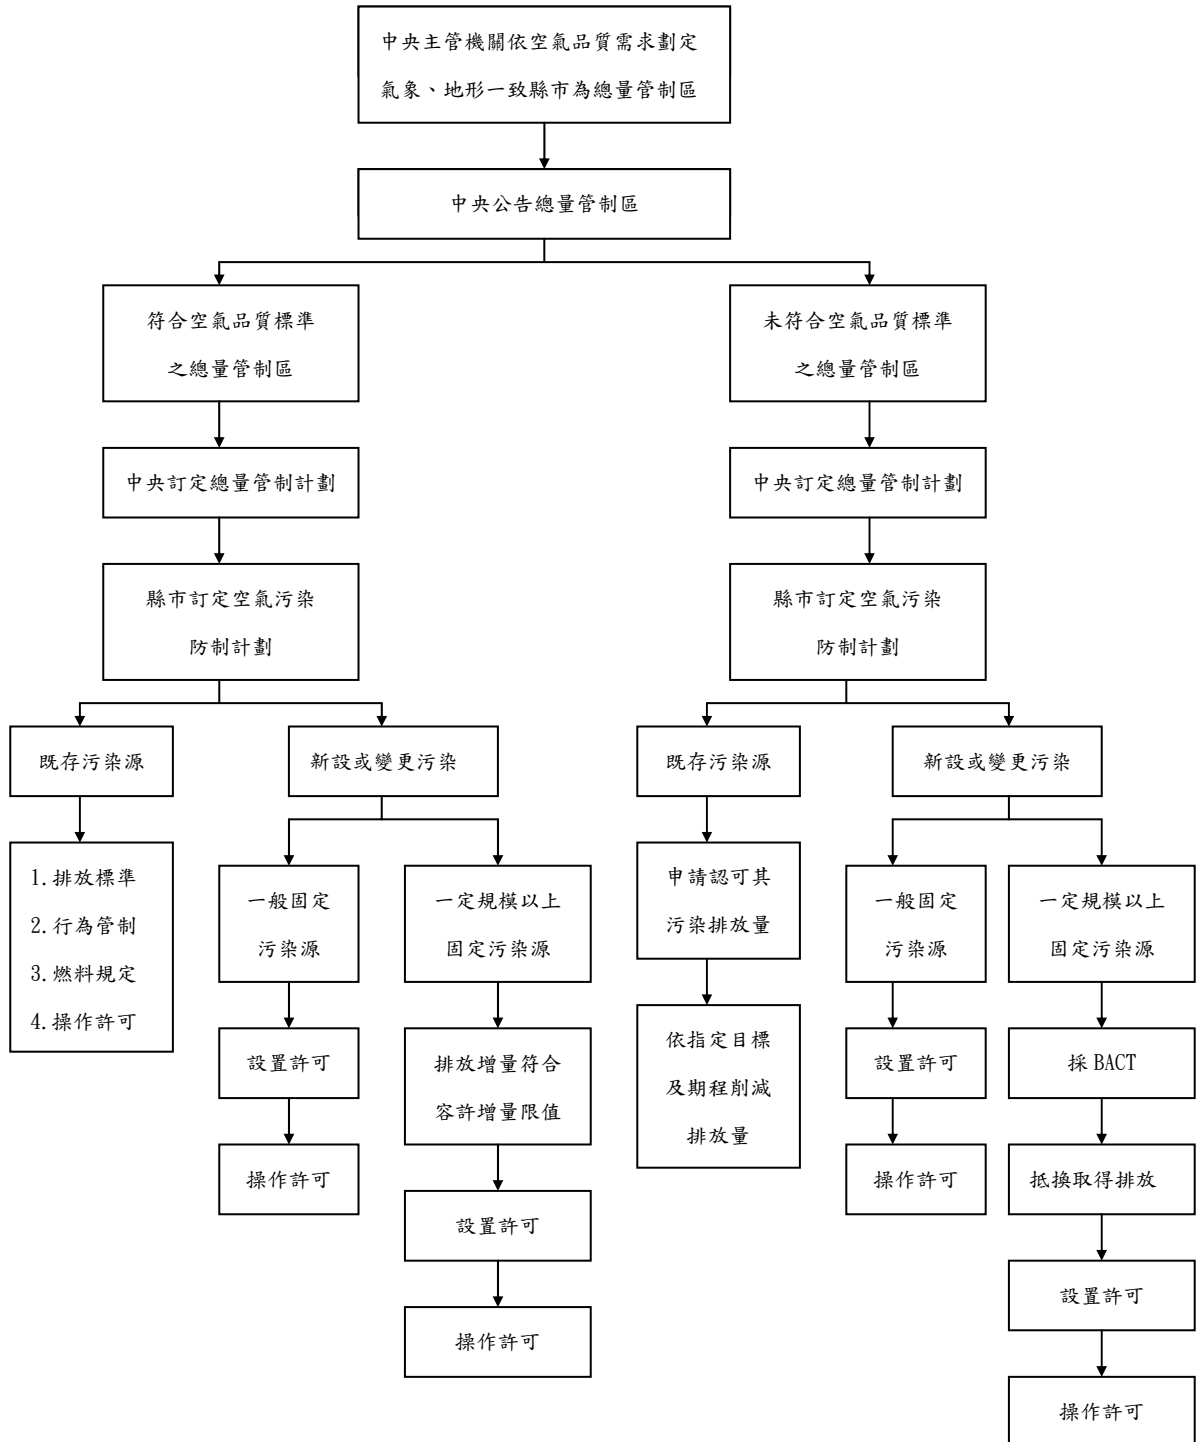 中央主管機關依空氣品質需求劃定
氣象、地形一致縣市為總量管制區
中央公告總量管制區
符合空氣品質標準
之總量管制區
未符合空氣品質標準
之總量管制區
中央訂定總量管制計劃
中央訂定總量管制計劃
縣市訂定空氣污染
防制計劃
縣市訂定空氣污染
防制計劃
既存污染源
新設或變更污染
既存污染源
新設或變更污染
1.排放標準
2.行為管制
3.燃料規定
4.操作許可
一般固定
污染源
一定規模以上
固定污染源
申請認可其
污染排放量
一般固定
污染源
一定規模以上
固定污染源
設置許可
排放增量符合
容許增量限值
依指定目標
及期程削減
排放量
設置許可
採 BACT
操作許可
操作許可
抵換取得排放
設置許可
設置許可
操作許可
操作許可